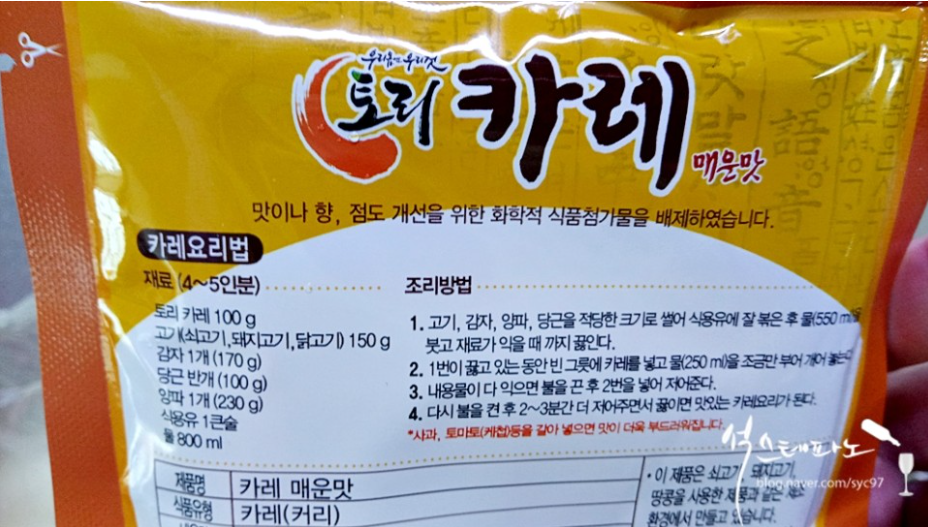 우리몸엔 우리것
토리 카레
매운맛
맛이나 향, 점도 개선을 위한 화학적 식품첨가물을 배제하였습니다.
카레요리법
재료 (4~5인분)
토리 카레 100 g
고기(쇠고기,돼지고기,닭고기) 150 g
감자 1개 (170 g)
당근 반개 (100 g)
양파 1개 (230 g)
식용유 1큰술
물 800 ml
조리방법
1. 고기, 감자, 양파, 당근을 적당한 크기로 썰어 식용유에 잘 볶은 후 물(550 ml)을
붓고 재료가 익을 때 까지 끓인다.
2. 1번이 끓고 있는 동안 빈 그릇에 카레를 넣고 물(250 ml)을 조금만 부어 개어 놓는다
3. 내용물이 다 익으면 불을 끈 후 2번을 넣어 저어준다.
4. 다시 불을 켠 후 2~3분간 더 저어주면서 끓이면 맛있는 카레요리가 된다.
*사과, 토마토(케첩)등을 갈아 넣으면 맛이 더욱 부드러워집니다.
석스테파노
blog.naver.com/syc97
제품명 카레 매운맛
식품유형 카레(커리)
• 이 제품은 쇠고기, 돼지고기,
땅콩을 사용한 제품과 같은 제조
환경에서 만들고 있습니다.